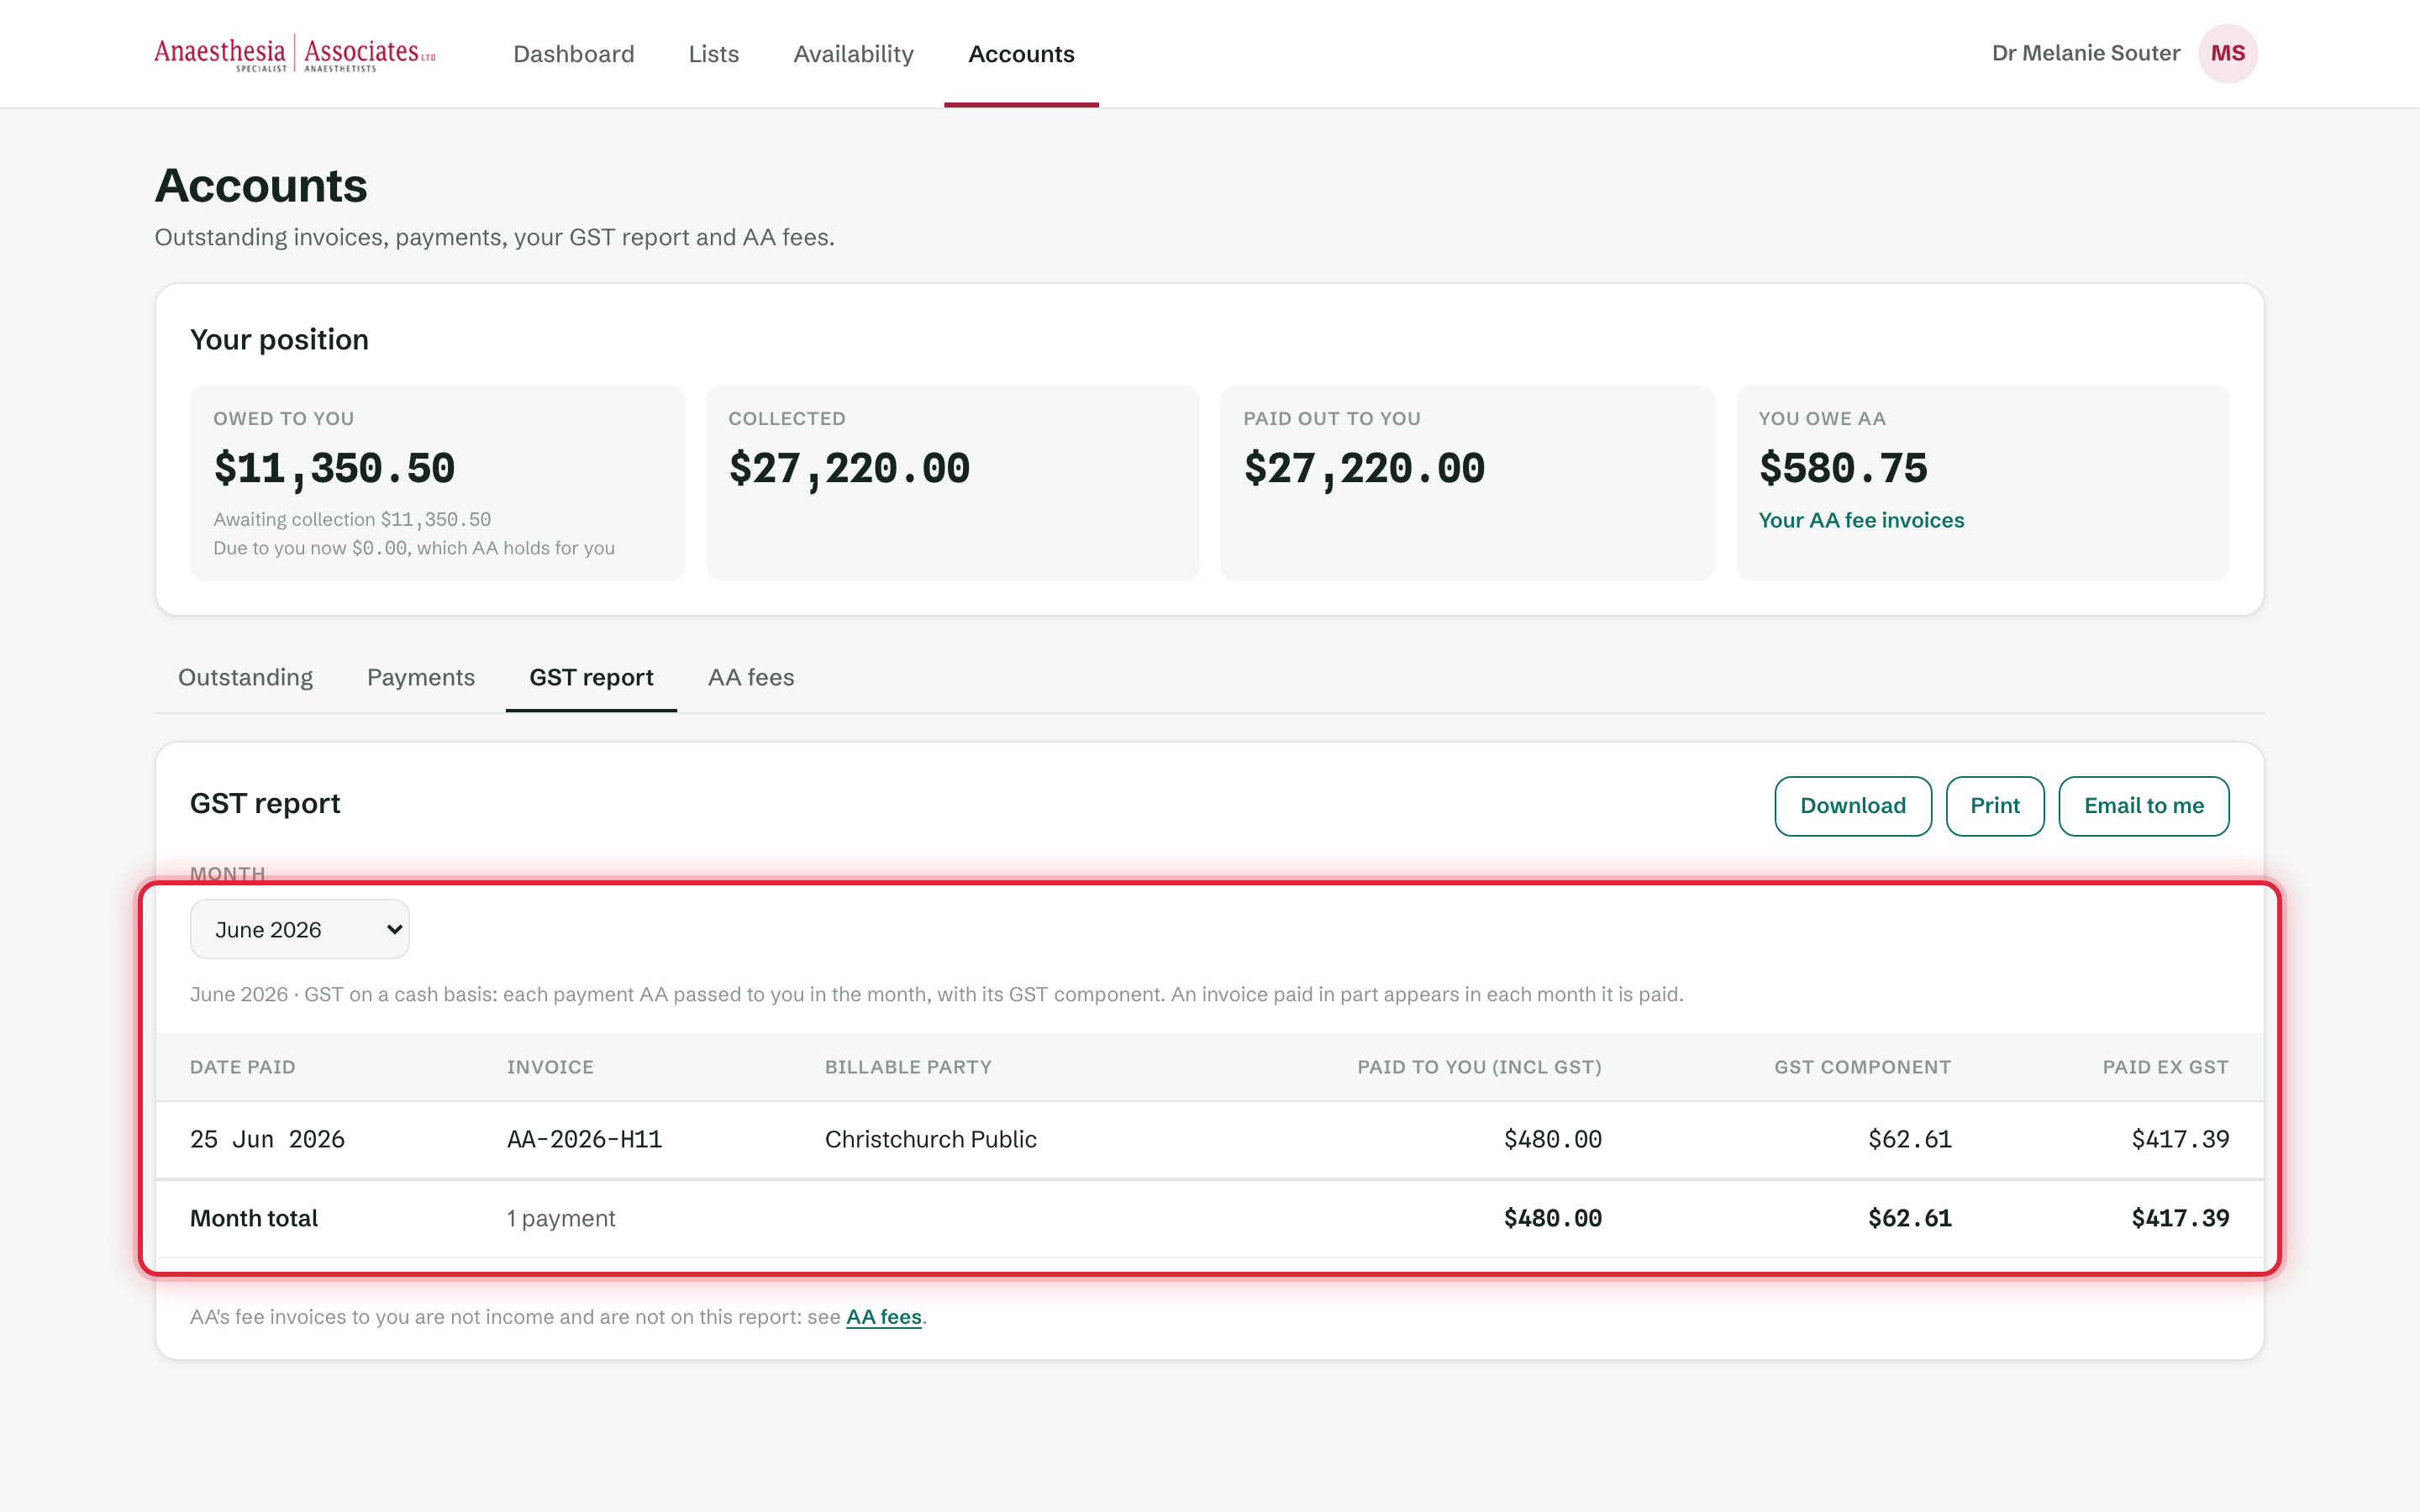 Anaesthesia Associates LTD
SPECIALIST ANAESTHETISTS
Dashboard Lists Availability Accounts
Dr Melanie Souter MS
Accounts
Outstanding invoices, payments, your GST report and AA fees.
Your position
OWED TO YOU
$11,350.50
Awaiting collection $11,350.50
Due to you now $0.00, which AA holds for you
COLLECTED
$27,220.00
PAID OUT TO YOU
$27,220.00
YOU OWE AA
$580.75
Your AA fee invoices
Outstanding Payments GST report AA fees
GST report
Download Print Email to me
MONTH
June 2026
June 2026 · GST on a cash basis: each payment AA passed to you in the month, with its GST component. An invoice paid in part appears in each month it is paid.
DATE PAID INVOICE BILLABLE PARTY PAID TO YOU (INCL GST) GST COMPONENT PAID EX GST
25 Jun 2026 AA-2026-H11 Christchurch Public $480.00 $62.61 $417.39
Month total 1 payment $480.00 $62.61 $417.39
AA's fee invoices to you are not income and are not on this report: see AA fees.